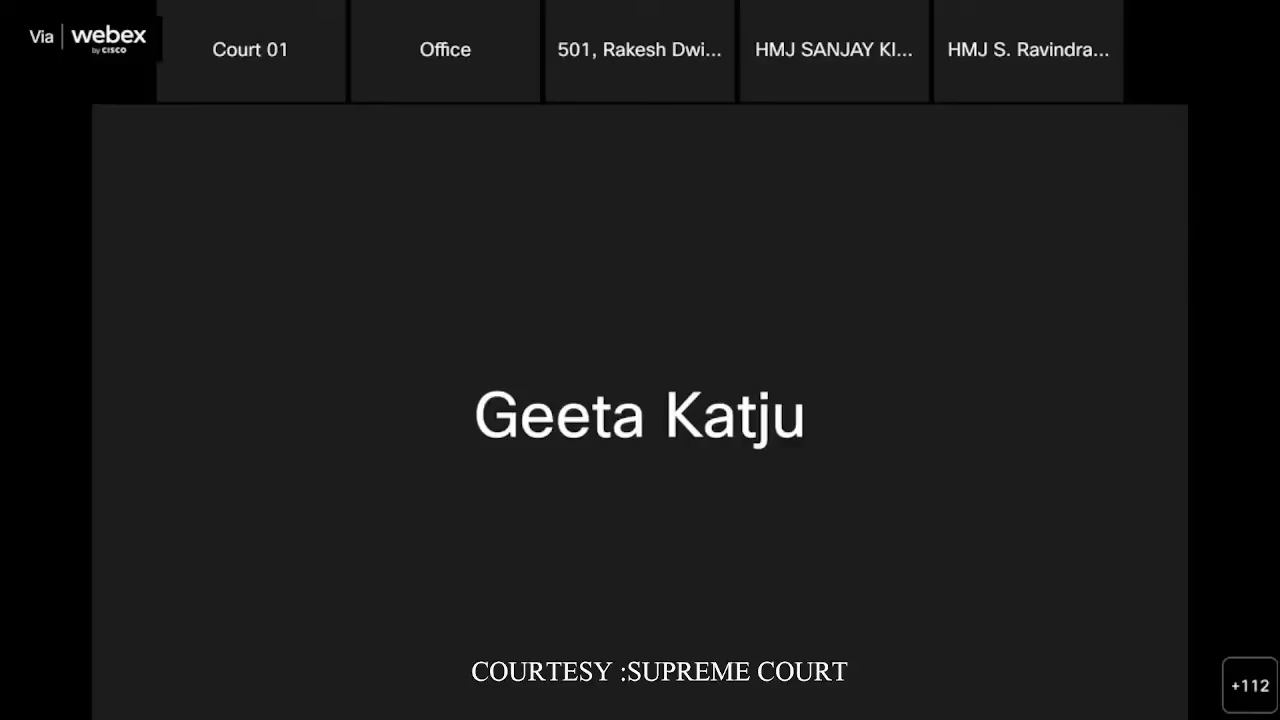 Via webex
by CISCO
Court 01
Office
501, Rakesh Dwi...
HMJ SANJAY KI...
HMJ S. Ravindra...
Geeta Katju
COURTESY :SUPREME COURT
+112